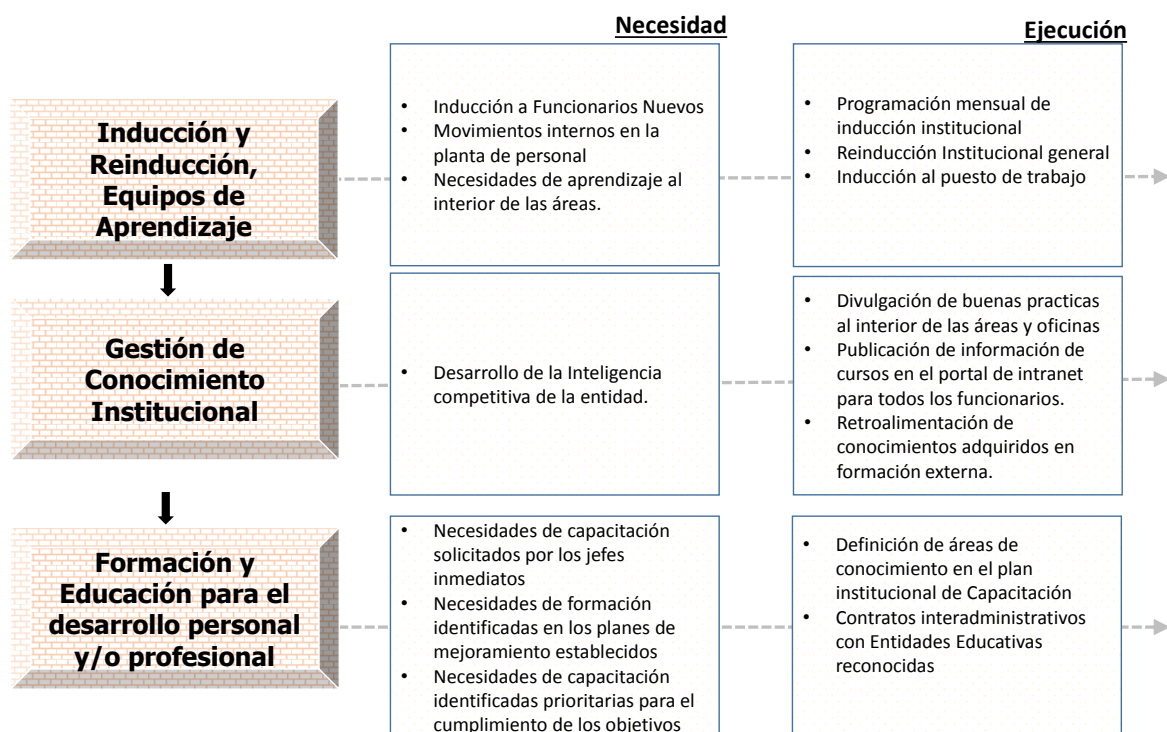 Necesidad
Ejecución
Inducción y
Reinducción,
Equipos de
Aprendizaje
• Inducción a Funcionarios Nuevos
• Movimientos internos en la
planta de personal
• Necesidades de aprendizaje al
interior de las áreas.
• Programación mensual de
inducción institucional
• Reinducción Institucional general
• Inducción al puesto de trabajo
Gestión de
Conocimiento
Institucional
• Desarrollo de la Inteligencia
competitiva de la entidad.
• Divulgación de buenas practicas
al interior de las áreas y oficinas
• Publicación de información de
cursos en el portal de intranet
para todos los funcionarios.
• Retroalimentación de
conocimientos adquiridos en
formación externa.
Formación y
Educación para el
desarrollo personal
y/o profesional
• Necesidades de capacitación
solicitados por los jefes
inmediatos
• Necesidades de formación
identificadas en los planes de
mejoramiento establecidos
• Necesidades de capacitación
identificadas prioritarias para el
cumplimiento de los objetivos
• Definición de áreas de
conocimiento en el plan
institucional de Capacitación
• Contratos interadministrativos
con Entidades Educativas
reconocidas